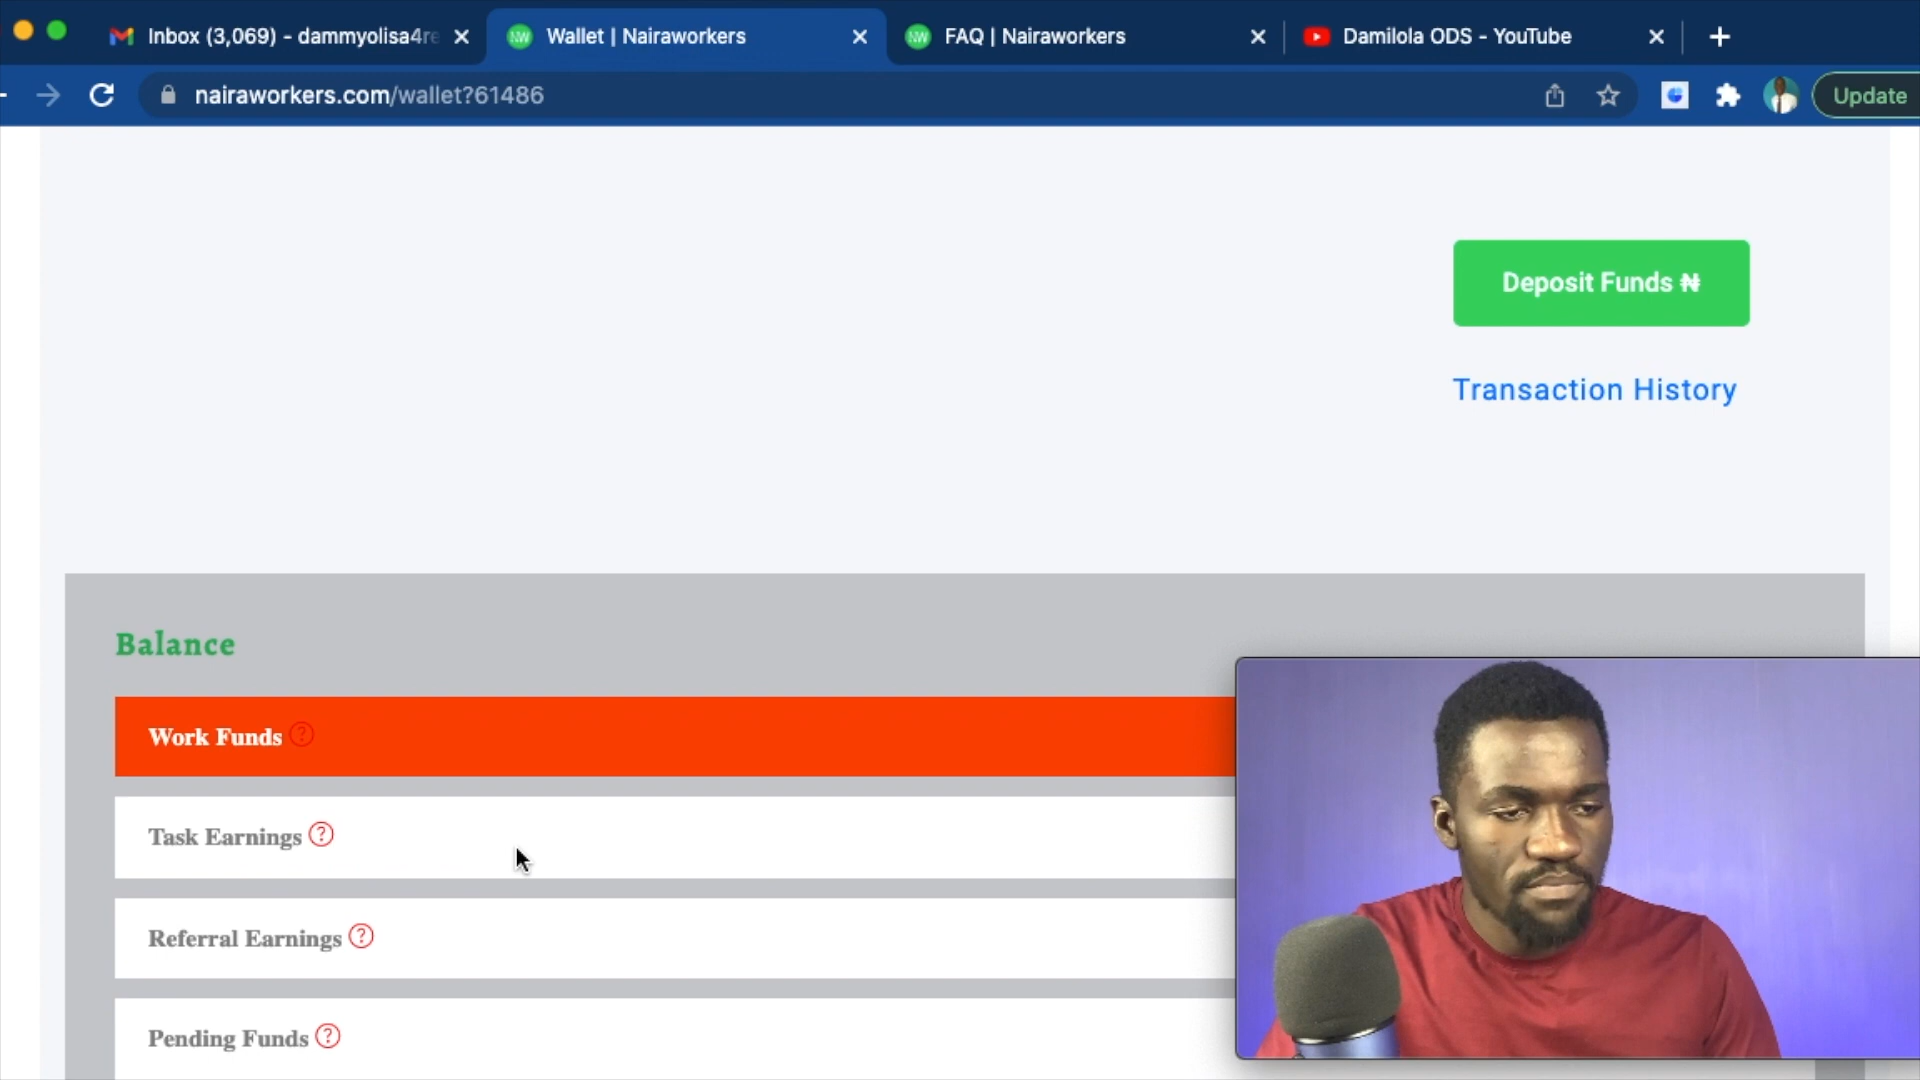 Inbox (3,069) - dammyolisa4re
Wallet | Nairaworkers
FAQ | Nairaworkers
Damilola ODS - YouTube
nairaworkers.com/wallet?61486
Update
Deposit Funds ₦
Transaction History
Balance
Work Funds ?
Task Earnings ?
Referral Earnings ?
Pending Funds ?